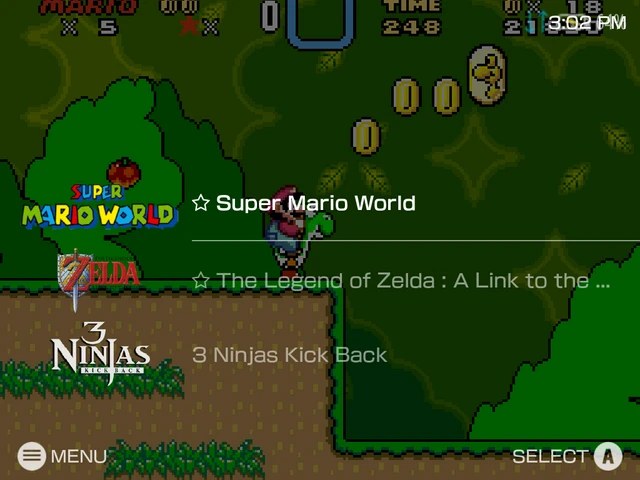 MARIO
TIME
X 5
X
0
248
X 18
3:02 PM
SUPER
MARIO WORLD
☆ Super Mario World
ZELDA
☆ The Legend of Zelda : A Link to the ...
3
NINJAS
KICK BACK
3 Ninjas Kick Back
MENU
SELECT A